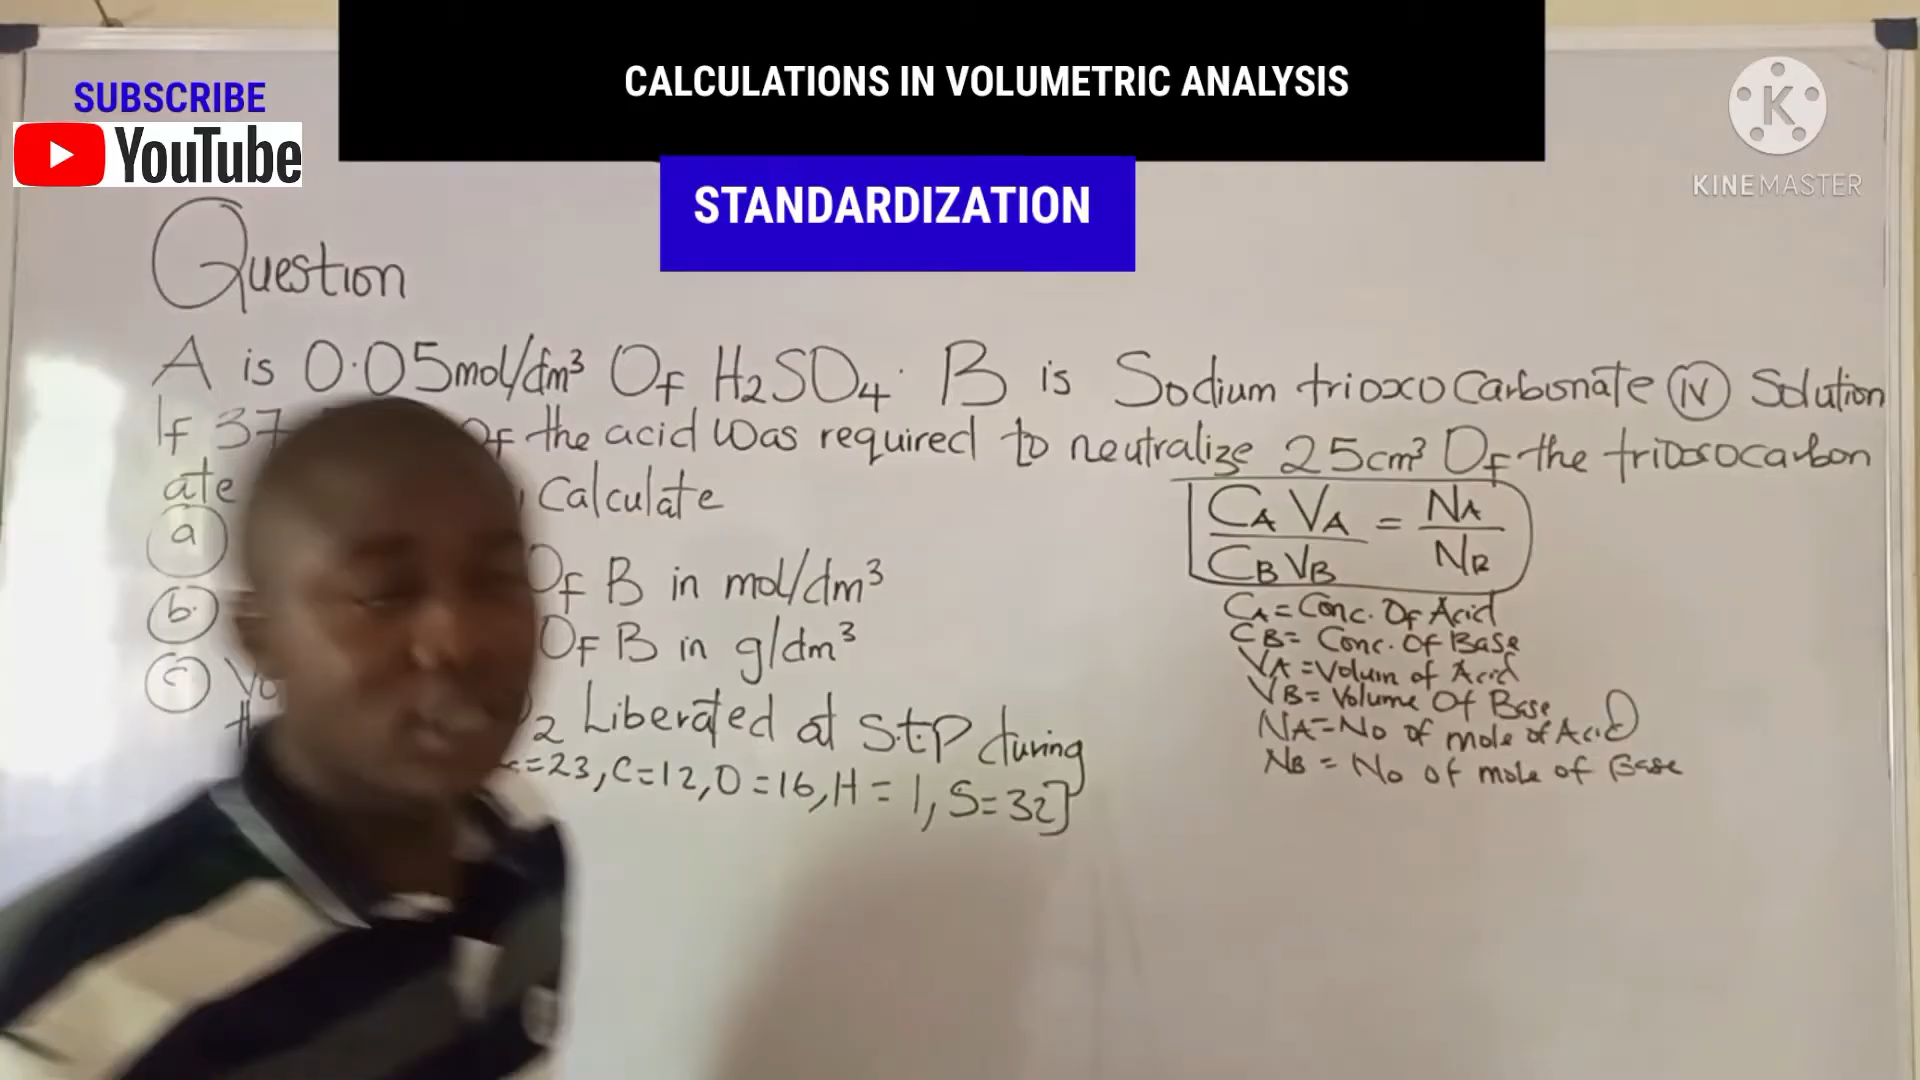 CALCULATIONS IN VOLUMETRIC ANALYSIS
SUBSCRIBE
YouTube
K
KINEMASTER
STANDARDIZATION
Question
A is 0.05mol/dm³ Of H₂SO₄. B is Sodium trioxocarbonate (IV) Solution
If 37 Of the acid was required to neutralize 25cm³ Of the trioxocarbon
ate Calculate
(a) Of B in mol/dm³
(b) Of B in g/dm³
(c) Liberated at s.t.p during
=23, C=12, O=16, H=1, S=32]
CA VA / CB VB = NA / NB
CA = Conc. Of Acid
CB = Conc. Of Base
VA = Volum of Acid
VB = Volume Of Base
NA = No of mole of Acid
NB = No of mole of Base